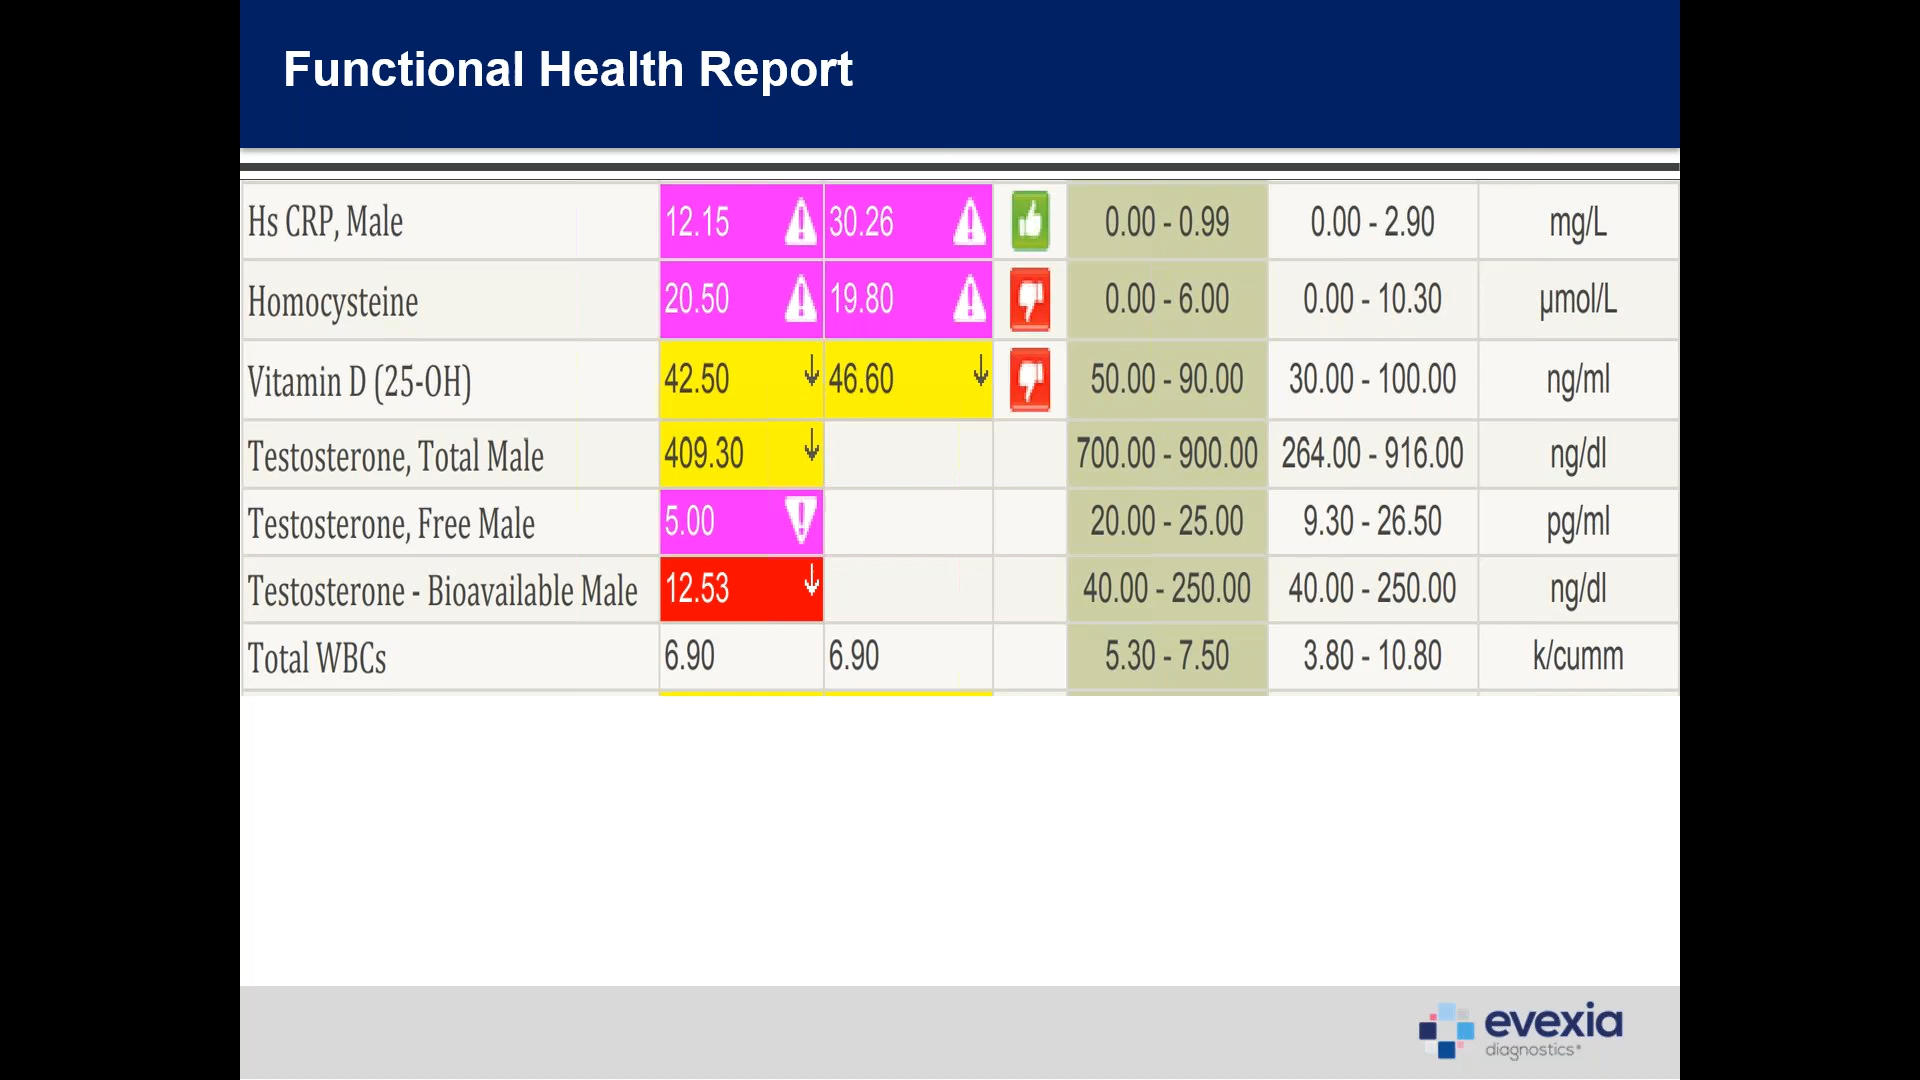 Functional Health Report
Hs CRP, Male 12.15 30.26 0.00 - 0.99 0.00 - 2.90 mg/L
Homocysteine 20.50 19.80 0.00 - 6.00 0.00 - 10.30 µmol/L
Vitamin D (25-OH) 42.50 46.60 50.00 - 90.00 30.00 - 100.00 ng/ml
Testosterone, Total Male 409.30 700.00 - 900.00 264.00 - 916.00 ng/dl
Testosterone, Free Male 5.00 20.00 - 25.00 9.30 - 26.50 pg/ml
Testosterone - Bioavailable Male 12.53 40.00 - 250.00 40.00 - 250.00 ng/dl
Total WBCs 6.90 6.90 5.30 - 7.50 3.80 - 10.80 k/cumm
evexia
diagnostics